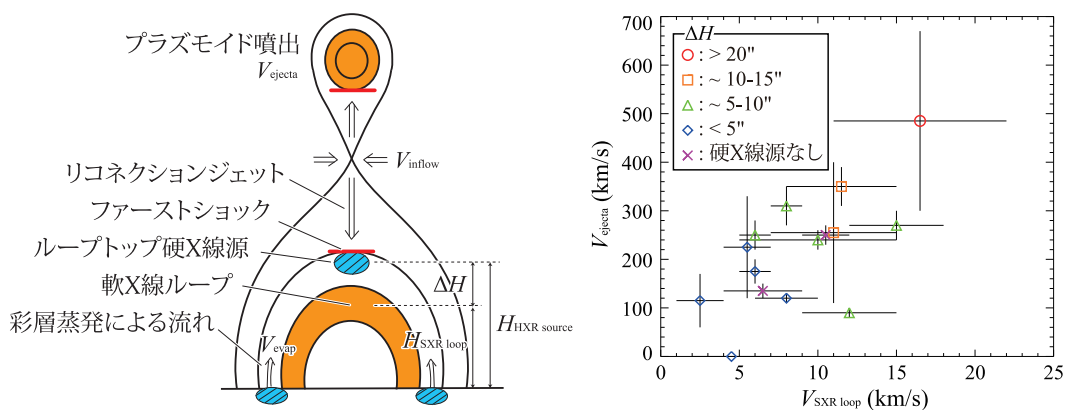 プラズモイド噴出
V_ejecta
V_inflow
リコネクションジェット
ファーストショック
ループトップ硬X線源
軟X線ループ
彩層蒸発による流れ
V_evap
ΔH
H_SXR loop
H_HXR source
ΔH
: > 20"
: ~ 10-15"
: ~ 5-10"
: < 5"
: 硬X線源なし
V_ejecta (km/s)
700
600
500
400
300
200
100
0
0 5 10 15 20 25
V_SXR loop (km/s)